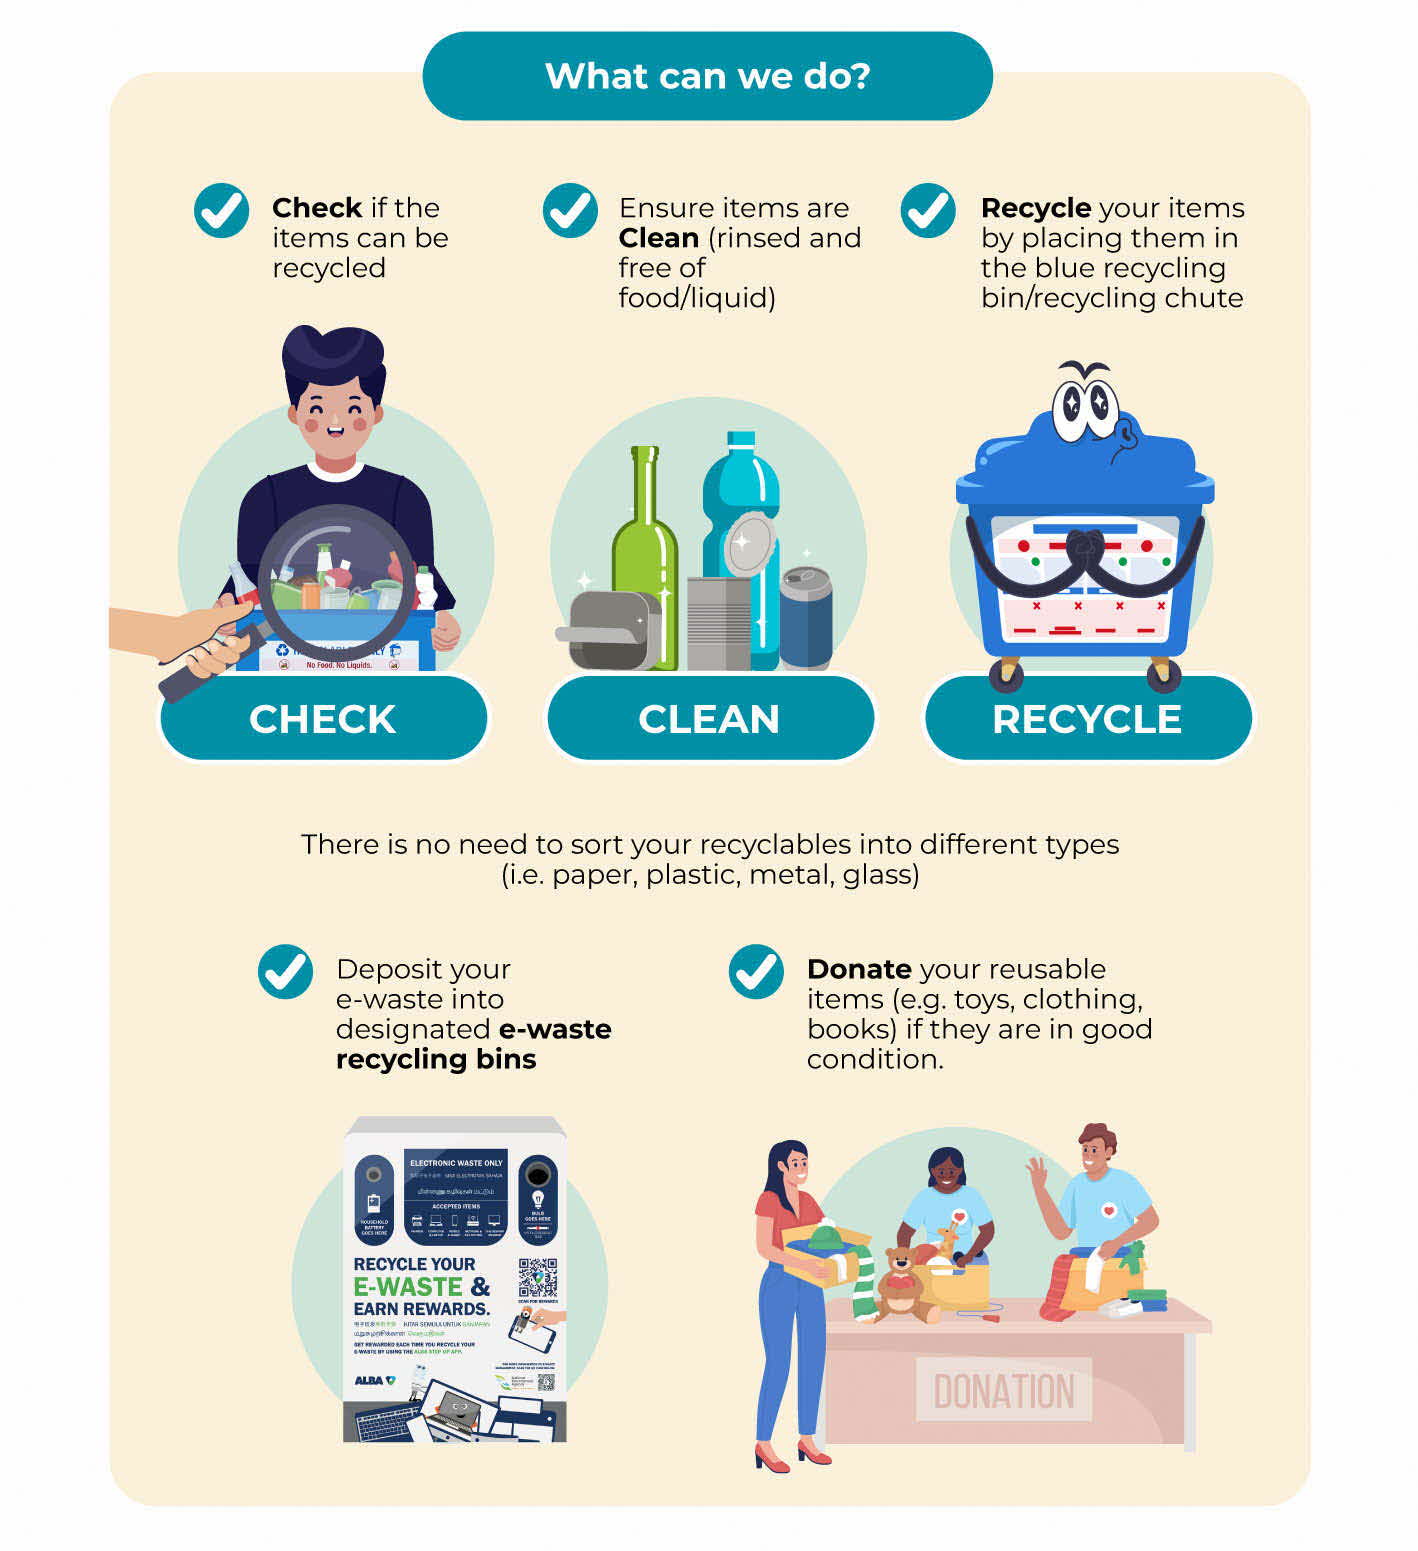 What can we do?
Check if the
items can be
recycled
Ensure items are
Clean (rinsed and
free of
food/liquid)
Recycle your items
by placing them in
the blue recycling
bin/recycling chute
No Food. No Liquids.
CHECK
CLEAN
RECYCLE
There is no need to sort your recyclables into different types
(i.e. paper, plastic, metal, glass)
Deposit your
e-waste into
designated e-waste
recycling bins
Donate your reusable
items (e.g. toys, clothing,
books) if they are in good
condition.
ELECTRONIC WASTE ONLY
ACCEPTED ITEMS
HOUSEHOLD
BATTERY
GOES HERE
BULB
GOES HERE
RECYCLE YOUR
E-WASTE &
EARN REWARDS.
SCAN FOR REWARDS
KITAR SEMULA UNTUK GANJARAN
GET REWARDED EACH TIME YOU RECYCLE YOUR
E-WASTE BY USING THE ALBA STEP UP APP.
ALBA
DONATION